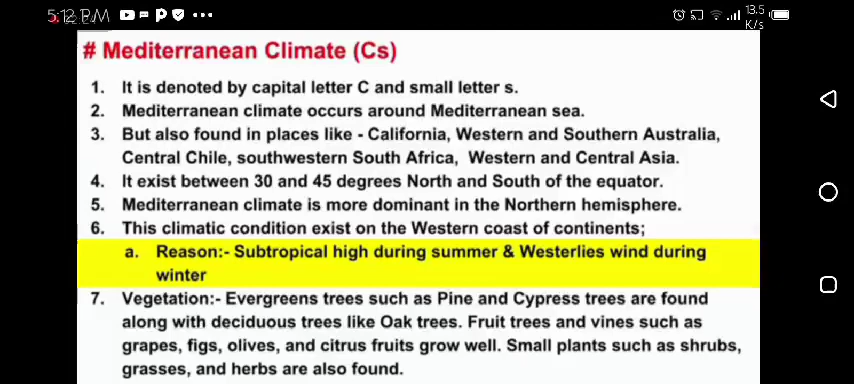 5:12 PM
13.5
K/s
# Mediterranean Climate (Cs)
1. It is denoted by capital letter C and small letter s.
2. Mediterranean climate occurs around Mediterranean sea.
3. But also found in places like - California, Western and Southern Australia,
Central Chile, southwestern South Africa, Western and Central Asia.
4. It exist between 30 and 45 degrees North and South of the equator.
5. Mediterranean climate is more dominant in the Northern hemisphere.
6. This climatic condition exist on the Western coast of continents;
a. Reason:- Subtropical high during summer & Westerlies wind during
winter
7. Vegetation:- Evergreens trees such as Pine and Cypress trees are found
along with deciduous trees like Oak trees. Fruit trees and vines such as
grapes, figs, olives, and citrus fruits grow well. Small plants such as shrubs,
grasses, and herbs are also found.